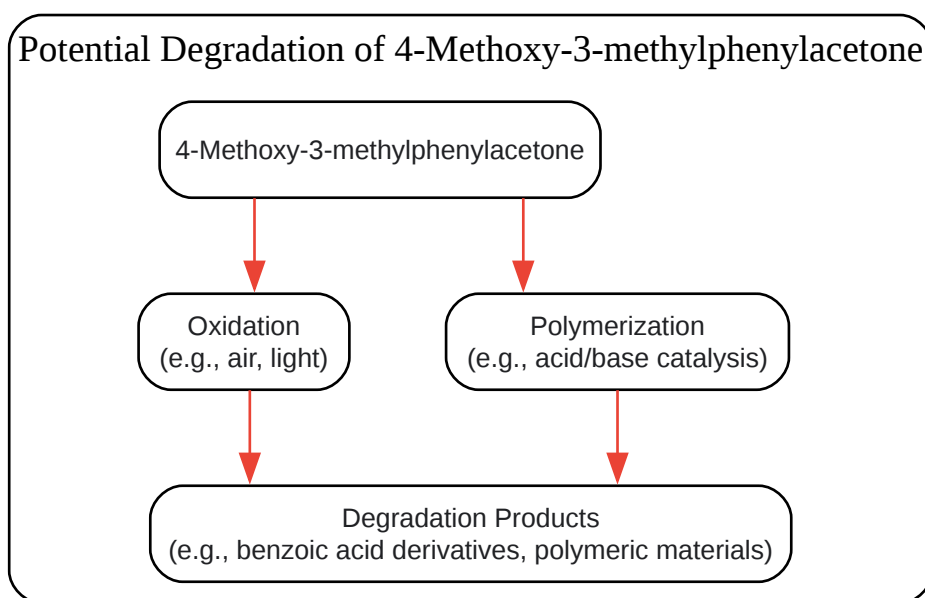 Potential Degradation of 4-Methoxy-3-methylphenylacetone
4-Methoxy-3-methylphenylacetone
Oxidation
(e.g., air, light)
Polymerization
(e.g., acid/base catalysis)
Degradation Products
(e.g., benzoic acid derivatives, polymeric materials)